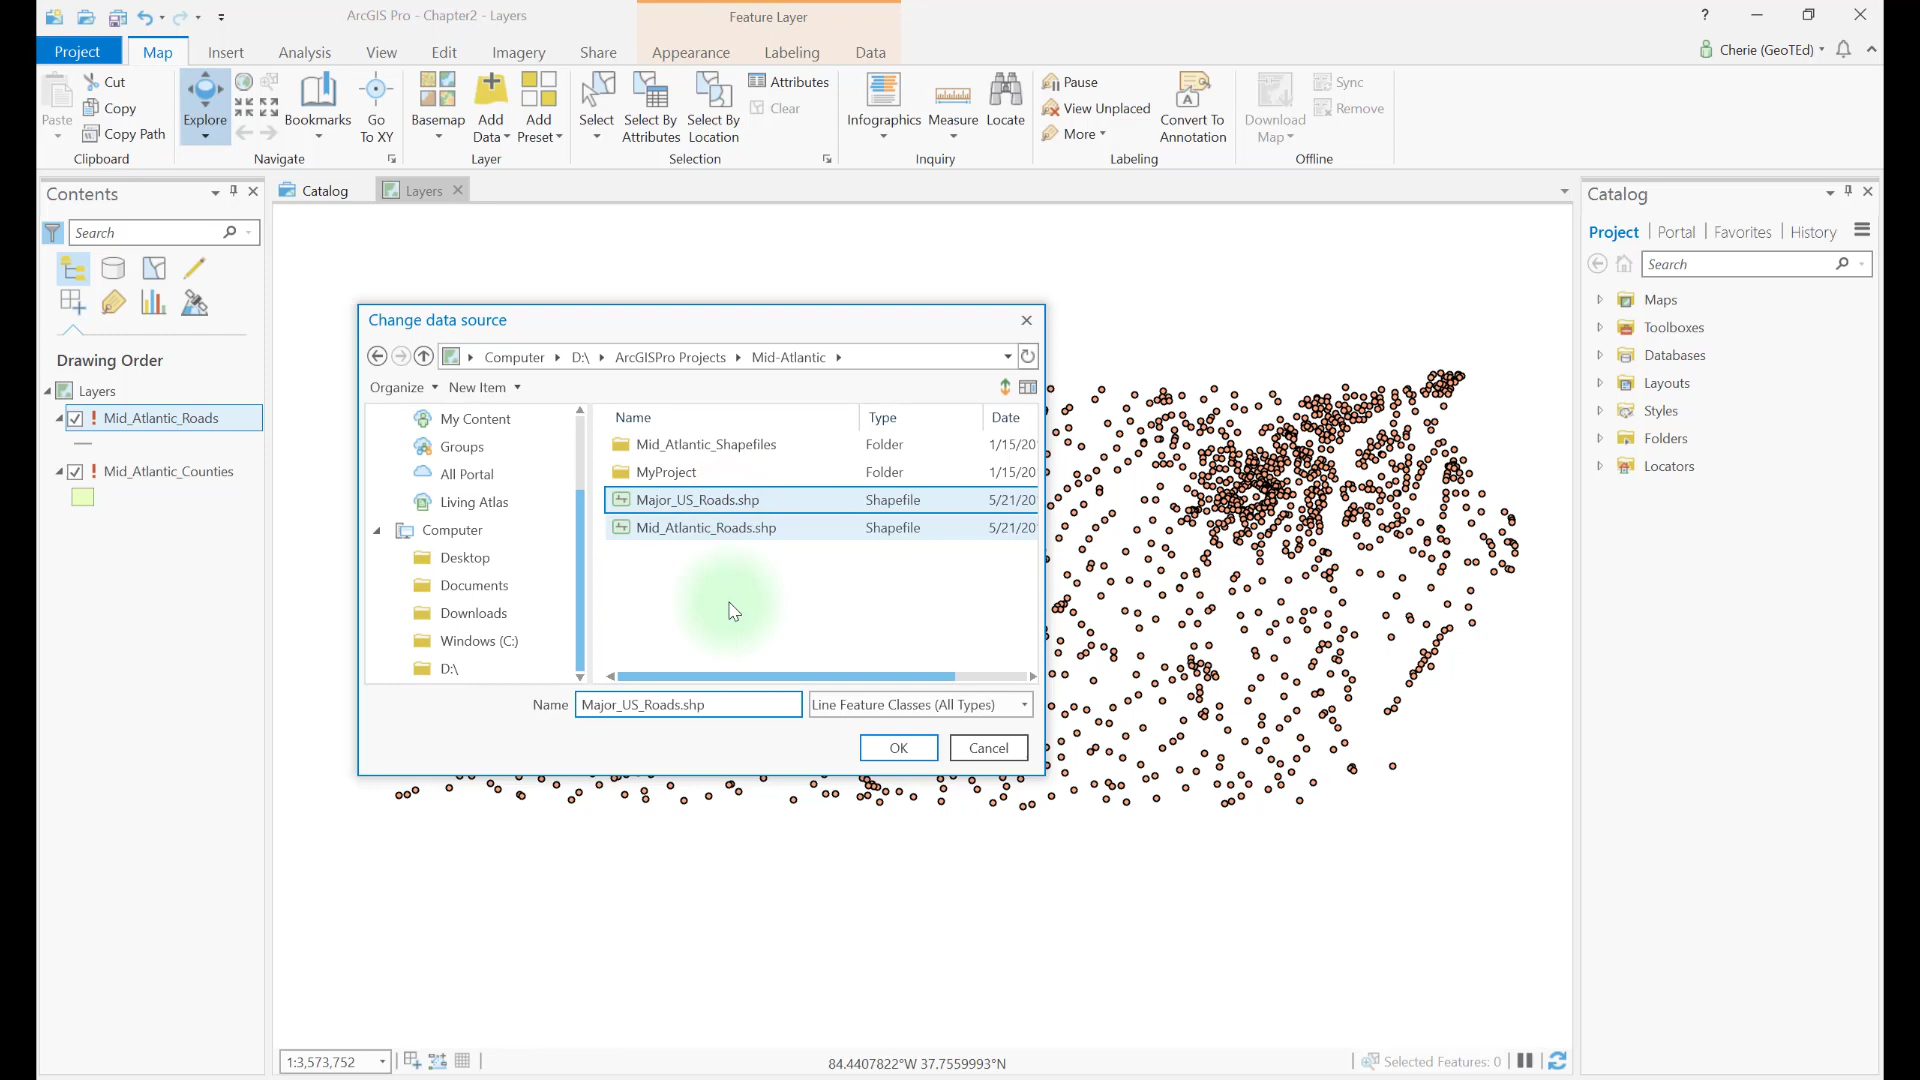 ArcGIS Pro - Chapter2 - Layers
Feature Layer
?
Project
Map
Insert
Analysis
View
Edit
Imagery
Share
Appearance
Labeling
Data
Cherie (GeoTEd)
Paste
Cut
Copy
Copy Path
Clipboard
Explore
Bookmarks
Go
To XY
Navigate
Basemap
Add
Data
Add
Preset
Layer
Select
Select By
Attributes
Select By
Location
Attributes
Clear
Selection
Infographics
Measure
Locate
Inquiry
Pause
View Unplaced
More
Convert To
Annotation
Labeling
Download
Map
Sync
Remove
Offline
Contents
Search
Drawing Order
Layers
Mid_Atlantic_Roads
Mid_Atlantic_Counties
Catalog
Layers
Change data source
Computer
D:\
ArcGISPro Projects
Mid-Atlantic
Organize
New Item
My Content
Groups
All Portal
Living Atlas
Computer
Desktop
Documents
Downloads
Windows (C:)
D:\
Name Type Date
Mid_Atlantic_Shapefiles Folder 1/15/20
MyProject Folder 1/15/20
Major_US_Roads.shp Shapefile 5/21/20
Mid_Atlantic_Roads.shp Shapefile 5/21/20
Name Major_US_Roads.shp Line Feature Classes (All Types)
OK Cancel
1:3,573,752
84.4407822°W 37.7559993°N
Selected Features: 0
Catalog
Project
Portal
Favorites
History
Search
Maps
Toolboxes
Databases
Layouts
Styles
Folders
Locators